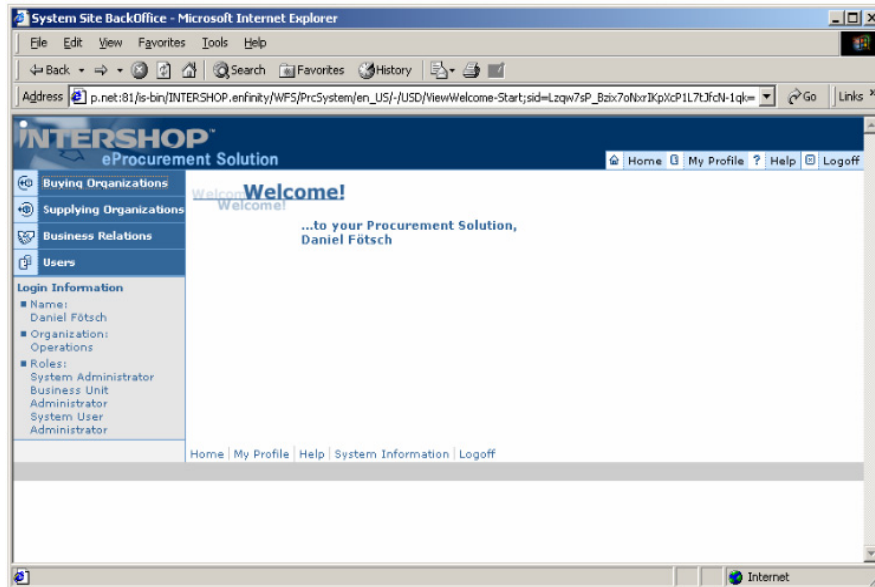 System Site BackOffice - Microsoft Internet Explorer
File Edit View Favorites Tools Help
Back Search Favorites History
Address p.net:81/is-bin/INTERSHOP.enfinity/WFS/PrcSystem/en_US/-/USD/ViewWelcome-Start;sid=Lzqw7sP_Bzix7oNxrIKpXcP1L7tJfcN-1qk= Go Links »
INTERSHOP™
eProcurement Solution
Home My Profile ? Help Logoff
Buying Organizations
Supplying Organizations
Business Relations
Users
Welcom Welcome!
Welcome!
...to your Procurement Solution,
Daniel Fötsch
Login Information
Name:
Daniel Fötsch
Organization:
Operations
Roles:
System Administrator
Business Unit
Administrator
System User
Administrator
Home | My Profile | Help | System Information | Logoff
Internet